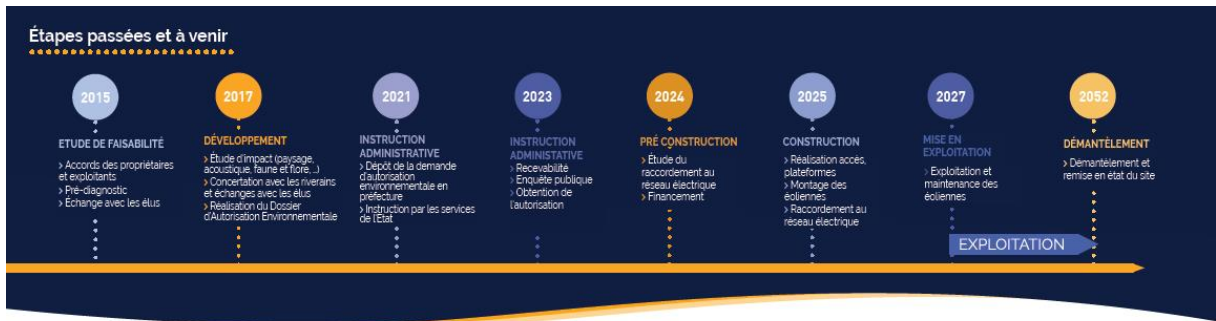 Étapes passées et à venir
2015
ETUDE DE FAISABILITÉ
> Accords des propriétaires
et exploitants
> Pré-diagnostic
> Échange avec les élus
2017
DÉVELOPPEMENT
> Étude d'impact (paysage,
acoustique, faune et flore, ...)
> Concertation avec les riverains
et échanges avec les élus
> Réalisation du Dossier
d'Autorisation Environnementale
2021
INSTRUCTION
ADMINISTRATIVE
> Dépôt de la demande
d'autorisation
environnementale en
préfecture
> Instruction par les services
de l'État
2023
INSTRUCTION
ADMINISTATIVE
> Recevabilité
> Enquête publique
> Obtention de
l'autorisation
2024
PRÉ CONSTRUCTION
> Étude du
raccordement au
réseau électrique
> Financement
2025
CONSTRUCTION
> Réalisation accès,
plateformes
> Montage des
éoliennes
> Raccordement au
réseau électrique
2027
MISE EN
EXPLOITATION
> Exploitation et
maintenance des
éoliennes
2052
DÉMANTÈLEMENT
> Démantèlement et
remise en état du site
EXPLOITATION